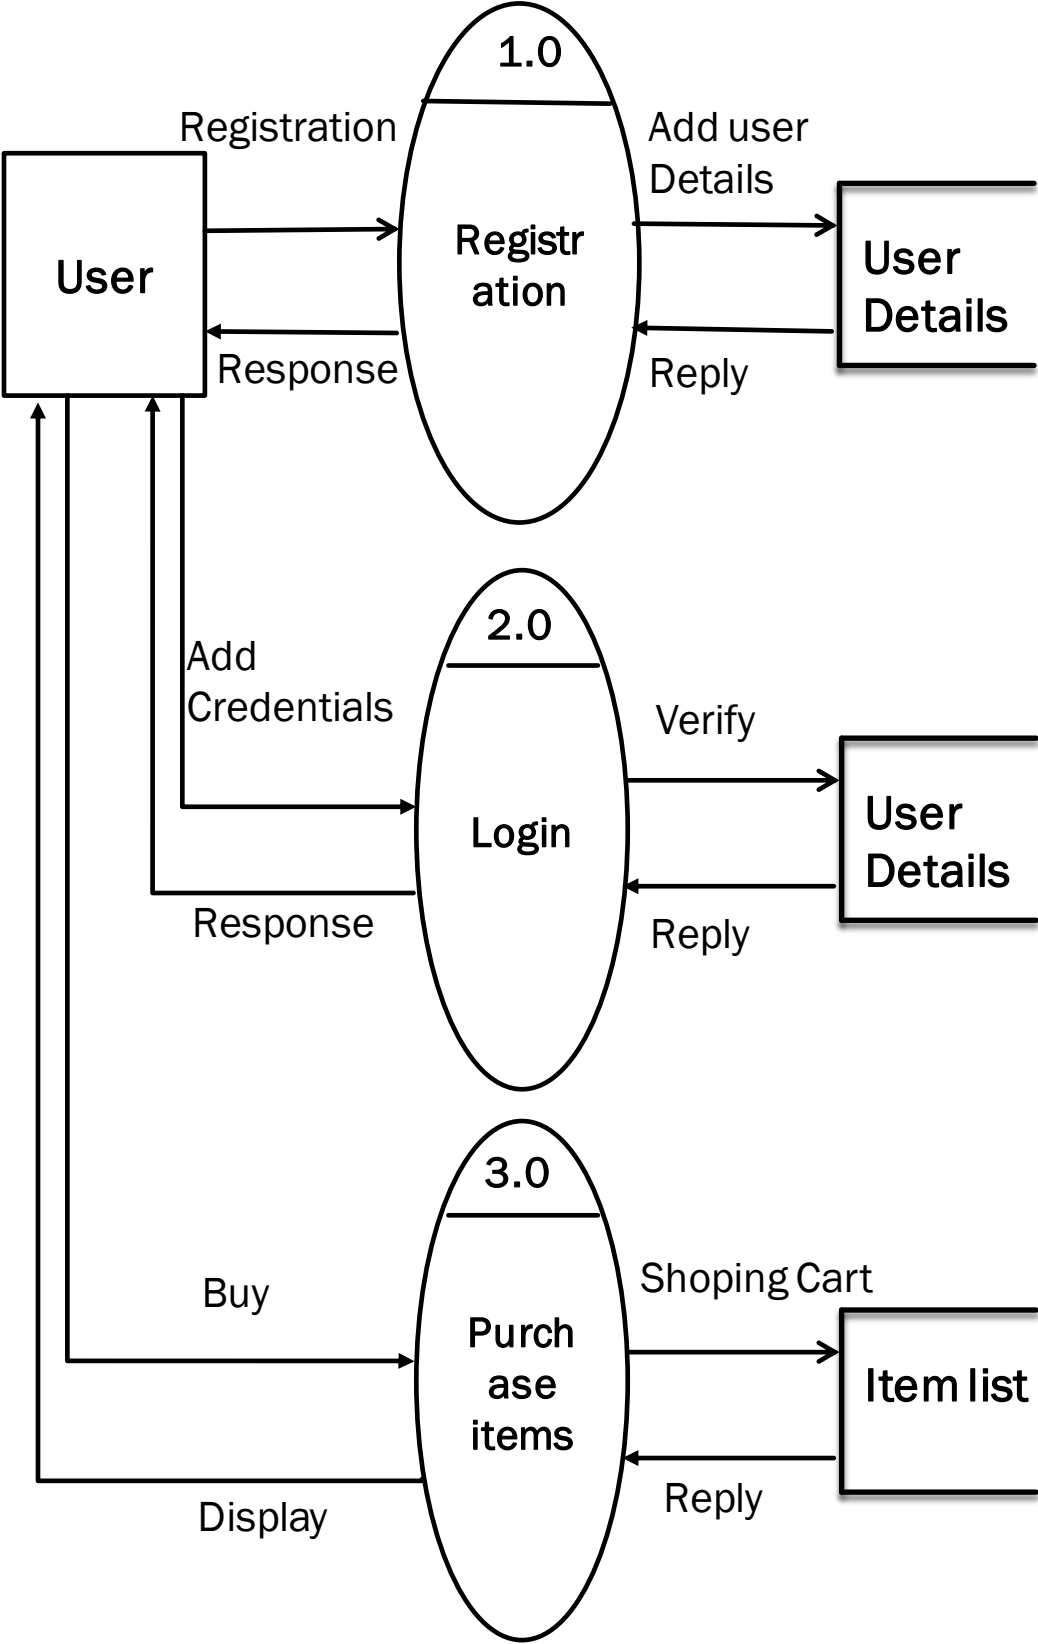 1.0
Registration
Add user
Details
User
Registr
ation
User
Details
Response
Reply
2.0
Add
Credentials
Verify
Login
User
Details
Response
Reply
3.0
Buy
Shoping Cart
Purch
ase
items
Item list
Display
Reply